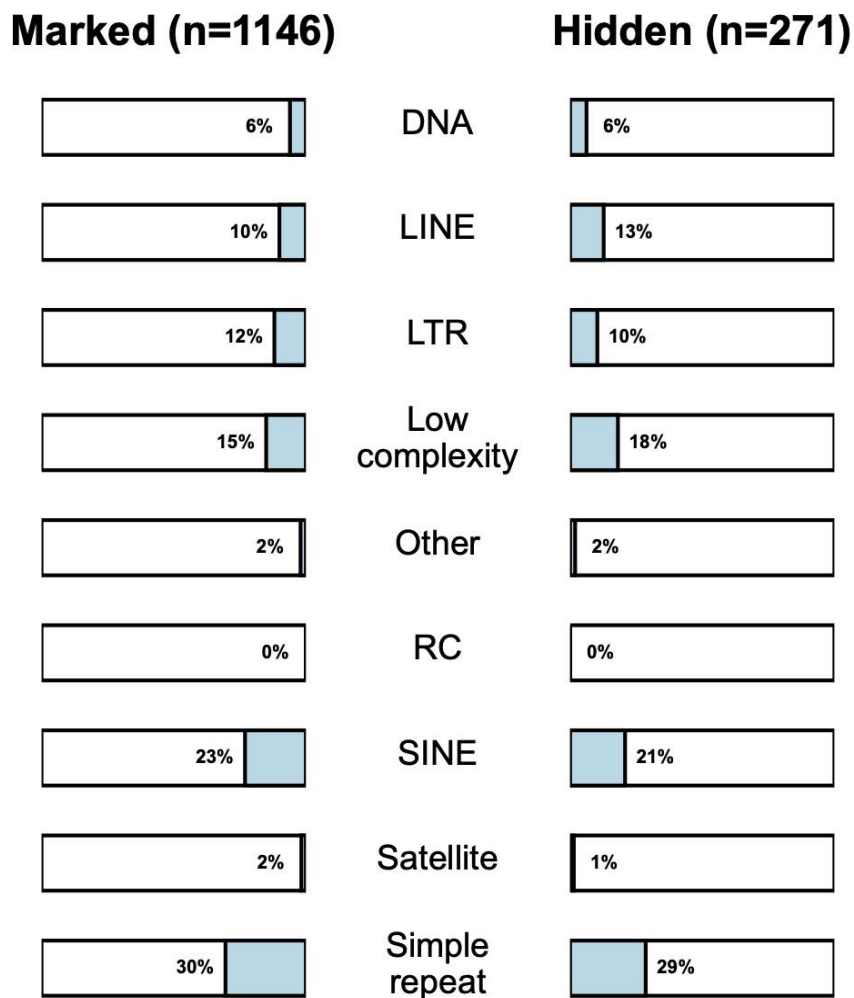 Marked (n=1146) Hidden (n=271)
6% DNA 6%
10% LINE 13%
12% LTR 10%
Low
15% complexity 18%
2% Other 2%
0% RC 0%
23% SINE 21%
2% Satellite 1%
Simple
30% repeat 29%